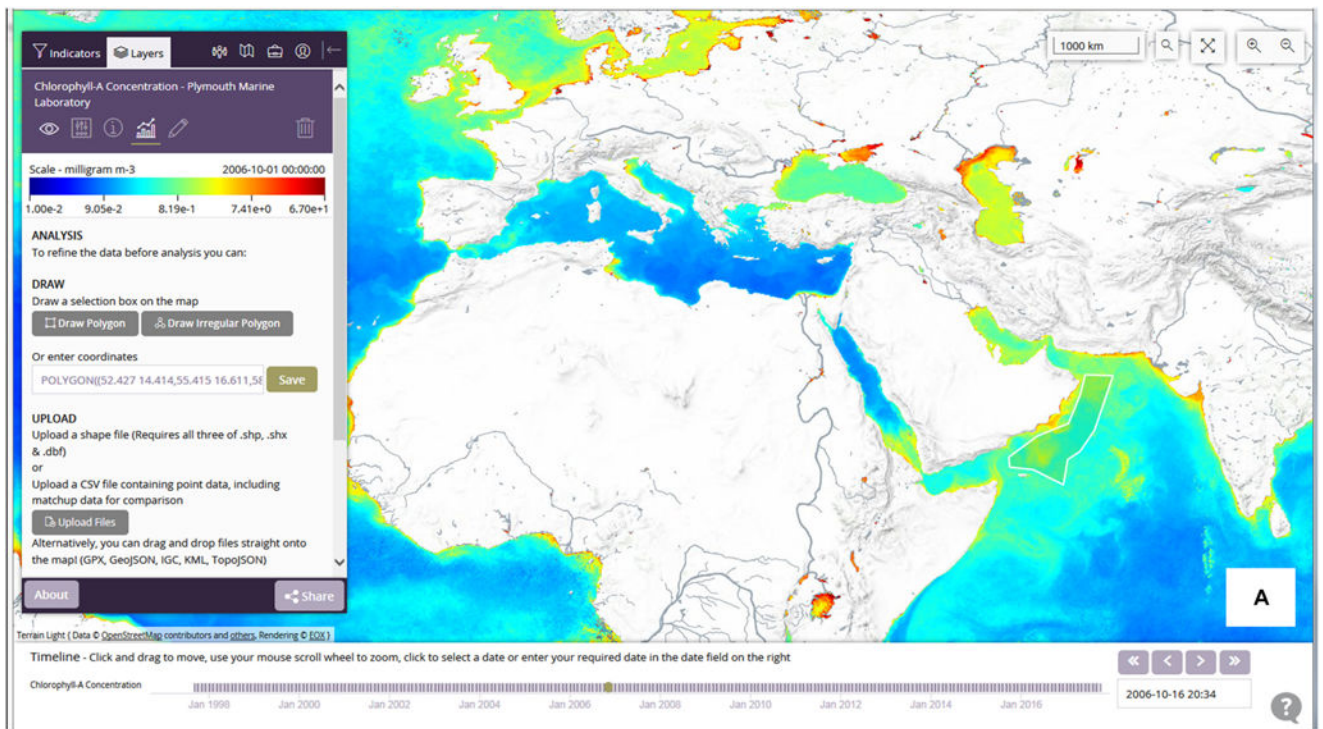 Indicators Layers
Chlorophyll-A Concentration - Plymouth Marine
Laboratory
Scale - milligram m-3 2006-10-01 00:00:00
1.00e-2 9.05e-2 8.19e-1 7.41e+0 6.70e+1
ANALYSIS
To refine the data before analysis you can:
DRAW
Draw a selection box on the map
Draw Polygon Draw Irregular Polygon
Or enter coordinates
POLYGON((52.427 14.414,55.415 16.611,58 Save
UPLOAD
Upload a shape file (Requires all three of .shp, .shx
& .dbf)
or
Upload a CSV file containing point data, including
matchup data for comparison
Upload Files
Alternatively, you can drag and drop files straight onto
the map! (GPX, GeoJSON, IGC, KML, TopoJSON)
About Share
1000 km
A
Terrain Light { Data © OpenStreetMap contributors and others, Rendering © EOX }
Timeline - Click and drag to move, use your mouse scroll wheel to zoom, click to select a date or enter your required date in the date field on the right
Chlorophyll-A Concentration
Jan 1998 Jan 2000 Jan 2002 Jan 2004 Jan 2006 Jan 2008 Jan 2010 Jan 2012 Jan 2014 Jan 2016
2006-10-16 20:34
?